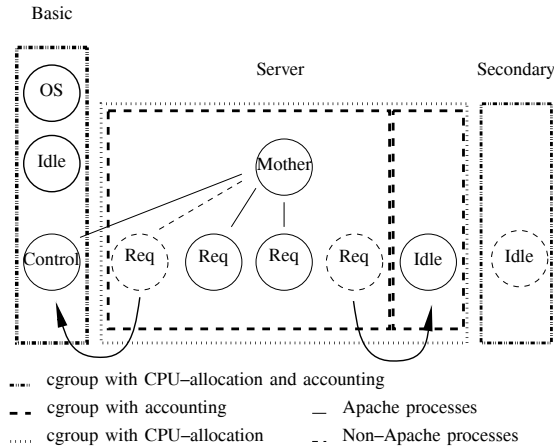 Basic
Server
Secondary
OS
Idle
Mother
Control
Req
Req
Req
Req
Idle
Idle
cgroup with CPU–allocation and accounting
cgroup with accounting
Apache processes
cgroup with CPU–allocation
Non–Apache processes